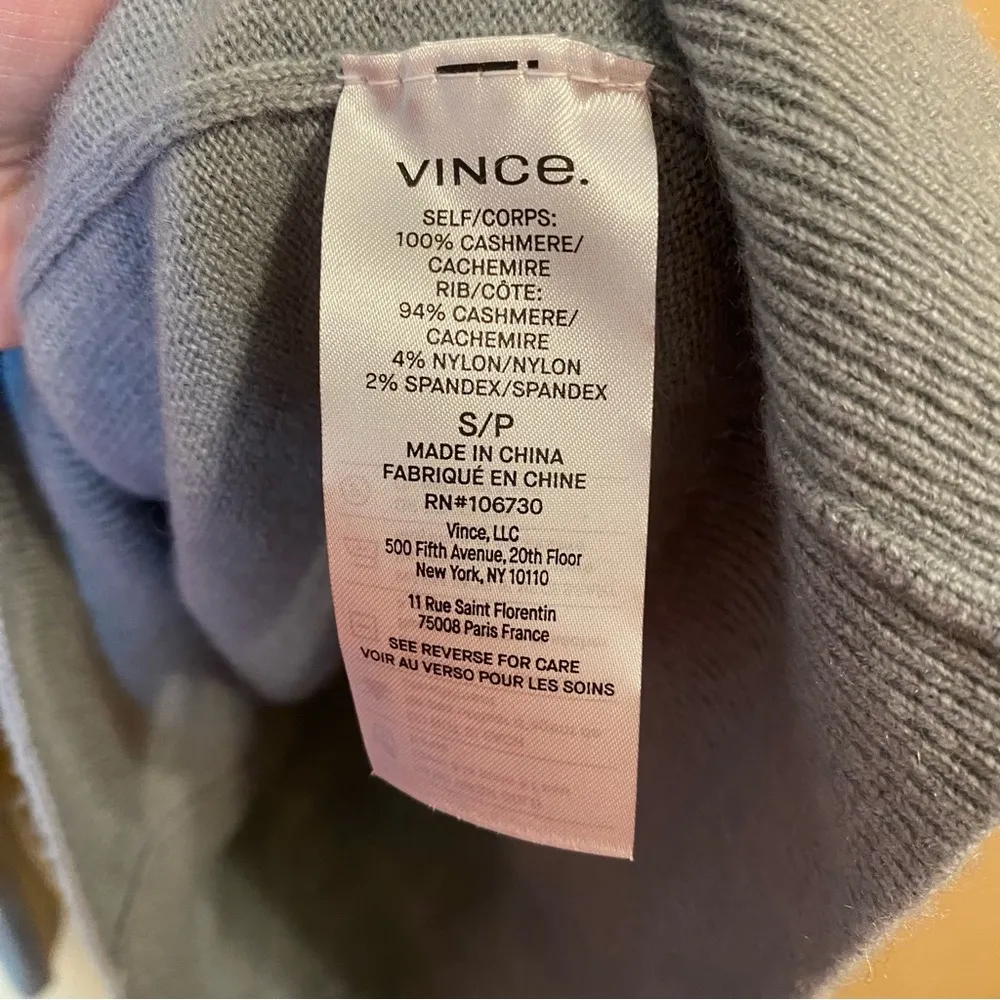 VINCe.
SELF/CORPS:
100% CASHMERE/
CACHEMIRE
RIB/CÔTE:
94% CASHMERE/
CACHEMIRE
4% NYLON/NYLON
2% SPANDEX/SPANDEX
S/P
MADE IN CHINA
FABRIQUÉ EN CHINE
RN#106730
Vince, LLC
500 Fifth Avenue, 20th Floor
New York, NY 10110
11 Rue Saint Florentin
75008 Paris France
SEE REVERSE FOR CARE
VOIR AU VERSO POUR LES SOINS